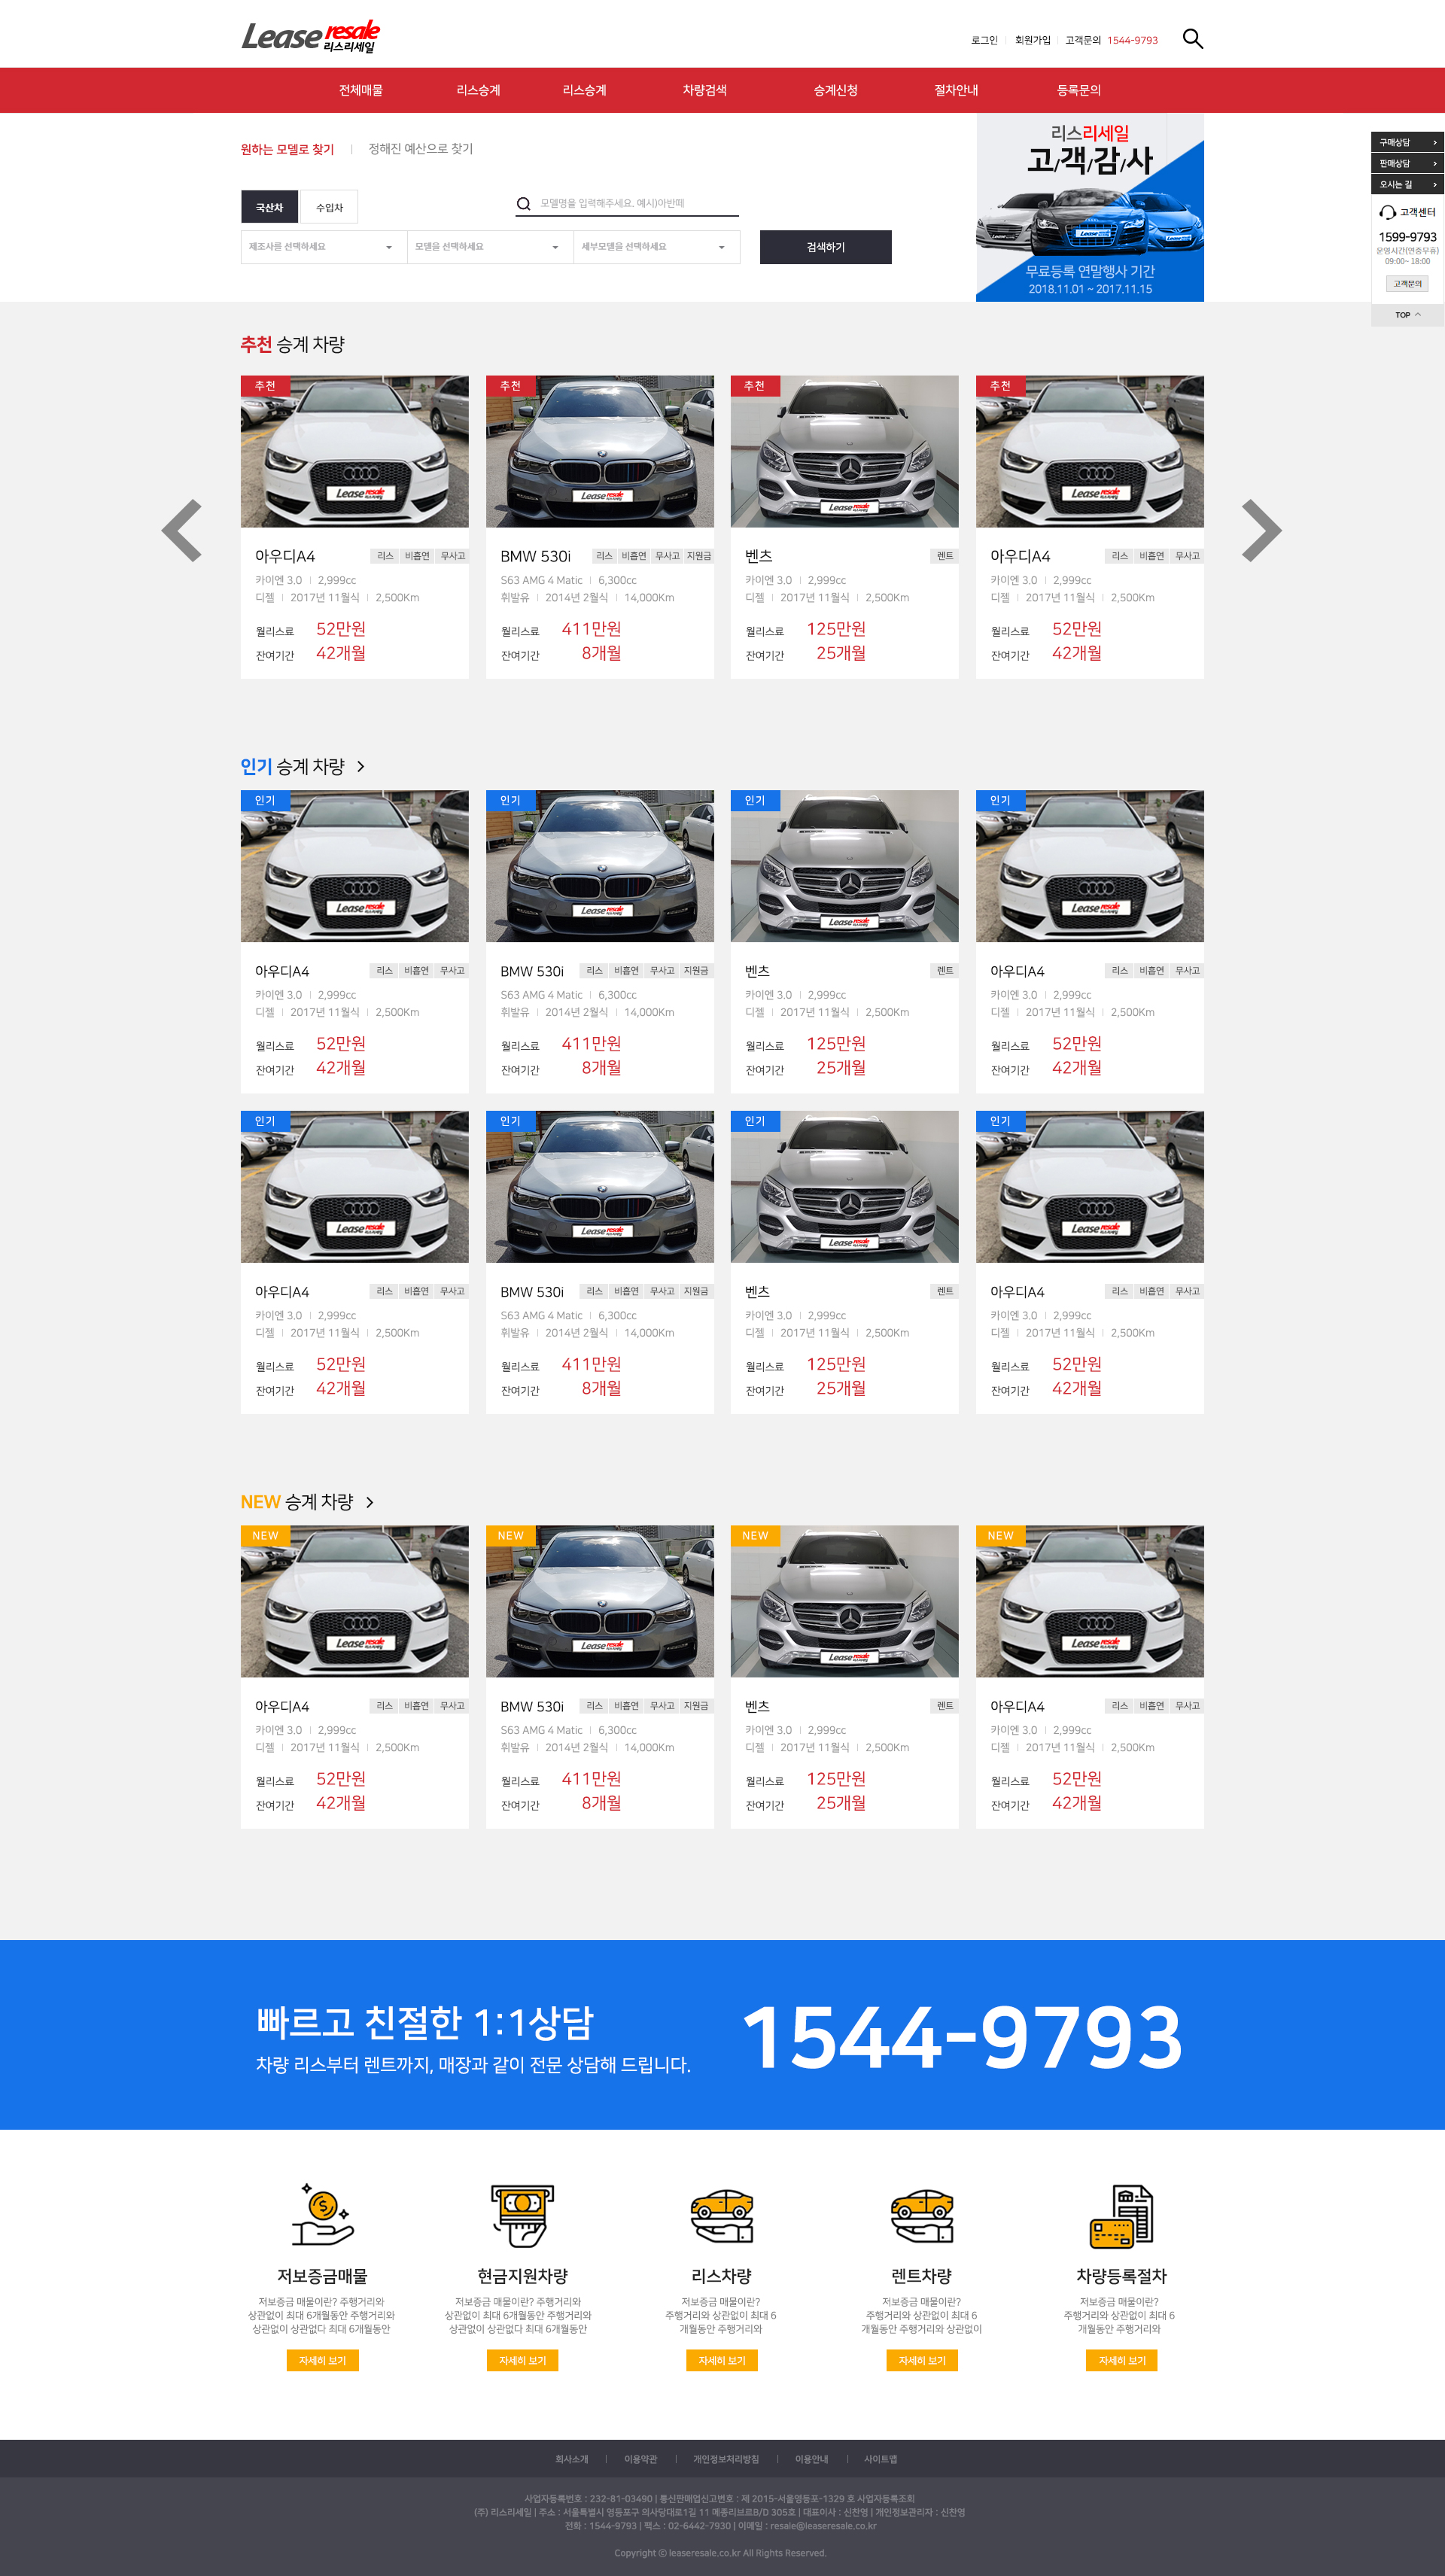 Lease resale
리스리세일
로그인 회원가입 고객문의 1544-9793
전체매물 리스승계 리스승계 차량검색 승계신청 절차안내 등록문의
원하는 모델로 찾기 | 정해진 예산으로 찾기
국산차 수입차
모델명을 입력해주세요. 예시)아반떼
제조사를 선택하세요 모델을 선택하세요 세부모델을 선택하세요 검색하기
리스리세일
고/객/감/사
무료등록 연말행사 기간
2018.11.01 ~ 2017.11.15
구매상담
판매상담
오시는 길
고객센터
1599-9793
운영시간(연중무휴)
09:00~ 18:00
고객문의
TOP
추천 승계 차량
추천 추천 추천 추천
아우디A4 리스 비흡연 무사고
카이엔 3.0 | 2,999cc
디젤 | 2017년 11월식 | 2,500Km
월리스료 52만원
잔여기간 42개월
BMW 530i 리스 비흡연 무사고 지원금
S63 AMG 4 Matic | 6,300cc
휘발유 | 2014년 2월식 | 14,000Km
월리스료 411만원
잔여기간 8개월
벤츠 렌트
카이엔 3.0 | 2,999cc
디젤 | 2017년 11월식 | 2,500Km
월리스료 125만원
잔여기간 25개월
아우디A4 리스 비흡연 무사고
카이엔 3.0 | 2,999cc
디젤 | 2017년 11월식 | 2,500Km
월리스료 52만원
잔여기간 42개월
인기 승계 차량
인기 인기 인기 인기
아우디A4 리스 비흡연 무사고
카이엔 3.0 | 2,999cc
디젤 | 2017년 11월식 | 2,500Km
월리스료 52만원
잔여기간 42개월
BMW 530i 리스 비흡연 무사고 지원금
S63 AMG 4 Matic | 6,300cc
휘발유 | 2014년 2월식 | 14,000Km
월리스료 411만원
잔여기간 8개월
벤츠 렌트
카이엔 3.0 | 2,999cc
디젤 | 2017년 11월식 | 2,500Km
월리스료 125만원
잔여기간 25개월
아우디A4 리스 비흡연 무사고
카이엔 3.0 | 2,999cc
디젤 | 2017년 11월식 | 2,500Km
월리스료 52만원
잔여기간 42개월
인기 인기 인기 인기
아우디A4 리스 비흡연 무사고
카이엔 3.0 | 2,999cc
디젤 | 2017년 11월식 | 2,500Km
월리스료 52만원
잔여기간 42개월
BMW 530i 리스 비흡연 무사고 지원금
S63 AMG 4 Matic | 6,300cc
휘발유 | 2014년 2월식 | 14,000Km
월리스료 411만원
잔여기간 8개월
벤츠 렌트
카이엔 3.0 | 2,999cc
디젤 | 2017년 11월식 | 2,500Km
월리스료 125만원
잔여기간 25개월
아우디A4 리스 비흡연 무사고
카이엔 3.0 | 2,999cc
디젤 | 2017년 11월식 | 2,500Km
월리스료 52만원
잔여기간 42개월
NEW 승계 차량
NEW NEW NEW NEW
아우디A4 리스 비흡연 무사고
카이엔 3.0 | 2,999cc
디젤 | 2017년 11월식 | 2,500Km
월리스료 52만원
잔여기간 42개월
BMW 530i 리스 비흡연 무사고 지원금
S63 AMG 4 Matic | 6,300cc
휘발유 | 2014년 2월식 | 14,000Km
월리스료 411만원
잔여기간 8개월
벤츠 렌트
카이엔 3.0 | 2,999cc
디젤 | 2017년 11월식 | 2,500Km
월리스료 125만원
잔여기간 25개월
아우디A4 리스 비흡연 무사고
카이엔 3.0 | 2,999cc
디젤 | 2017년 11월식 | 2,500Km
월리스료 52만원
잔여기간 42개월
빠르고 친절한 1:1상담
차량 리스부터 렌트까지, 매장과 같이 전문 상담해 드립니다.
1544-9793
저보증금매물
저보증금 매물이란? 주행거리와
상관없이 최대 6개월동안 주행거리와
상관없이 상관없다 최대 6개월동안
자세히 보기
현금지원차량
저보증금 매물이란? 주행거리와
상관없이 최대 6개월동안 주행거리와
상관없이 상관없다 최대 6개월동안
자세히 보기
리스차량
저보증금 매물이란?
주행거리와 상관없이 최대 6
개월동안 주행거리와
자세히 보기
렌트차량
저보증금 매물이란?
주행거리와 상관없이 최대 6
개월동안 주행거리와 상관없이
자세히 보기
차량등록절차
저보증금 매물이란?
주행거리와 상관없이 최대 6
개월동안 주행거리와
자세히 보기
회사소개 | 이용약관 | 개인정보처리방침 | 이용안내 | 사이트맵
사업자등록번호 : 232-81-03490 | 통신판매업신고번호 : 제 2015-서울영등포-1329 호 사업자등록조회
(주) 리스리세일 | 주소 : 서울특별시 영등포구 의사당대로1길 11 메종리브르B/D 305호 | 대표이사 : 신찬영 | 개인정보관리자 : 신찬영
전화 : 1544-9793 | 팩스 : 02-6442-7930 | 이메일 : resale@leaseresale.co.kr
Copyright ⓒ leaseresale.co.kr All Rights Reserved.